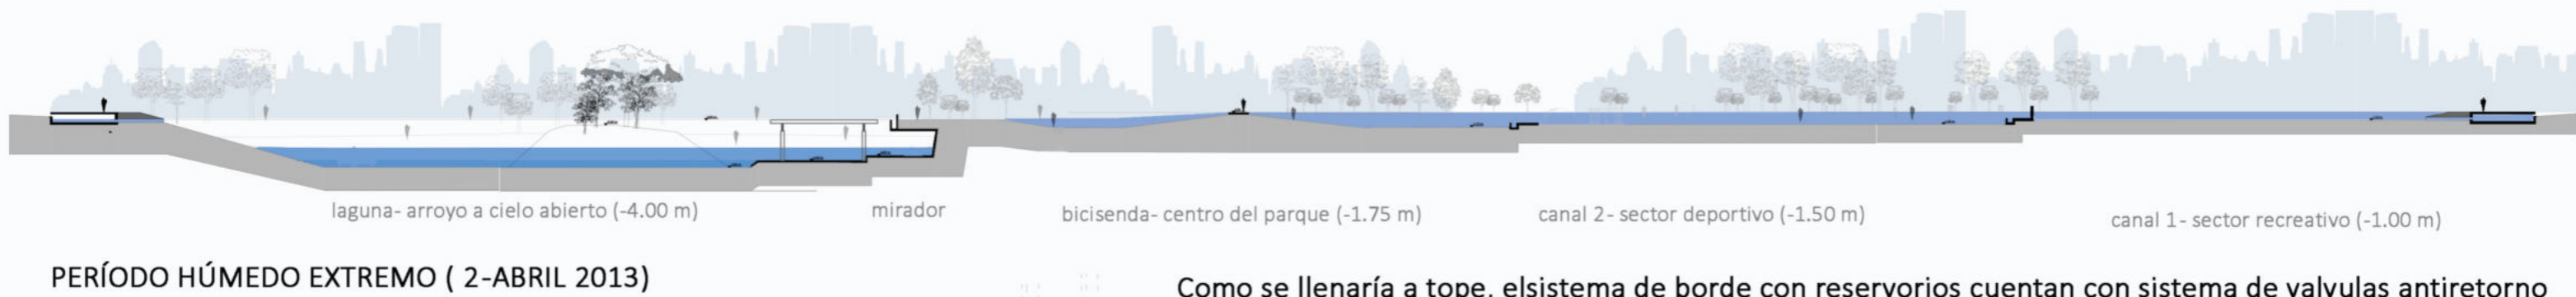 laguna- arroyo a cielo abierto (-4.00 m)
mirador
bicisenda- centro del parque (-1.75 m)
canal 2- sector deportivo (-1.50 m)
canal 1- sector recreativo (-1.00 m)
PERÍODO HÚMEDO EXTREMO ( 2-ABRIL 2013)
Como se llenaría a tope, elsistema de borde con reservorios cuentan con sistema de valvulas antiretorno